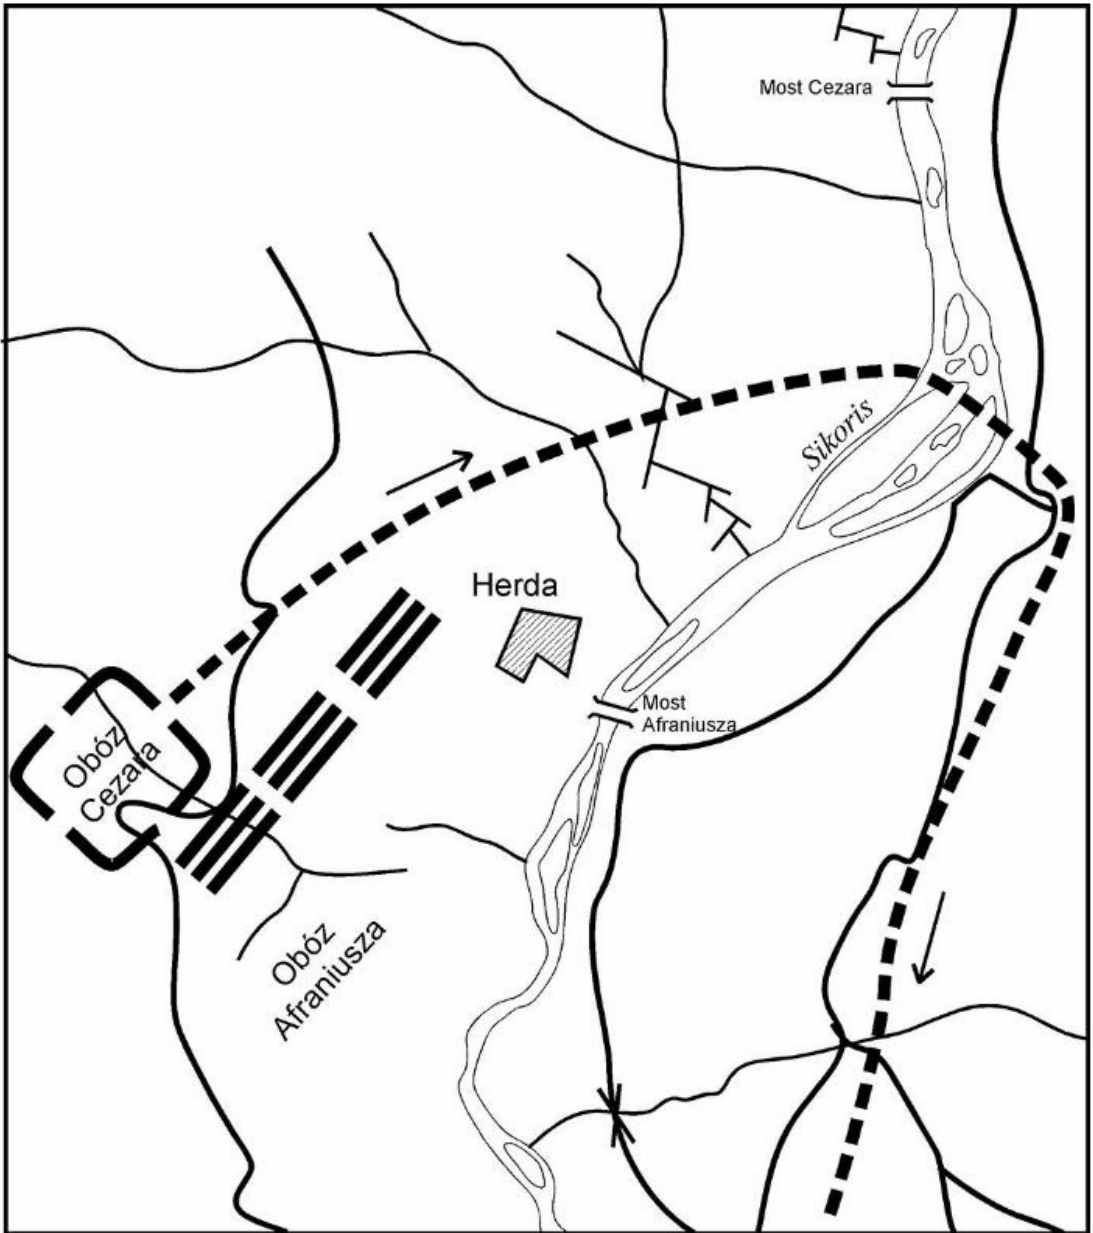 Most Cezara
Sikoris
Herda
Most
Afraniusza
Obóz
Cezara
Obóz
Afraniusza